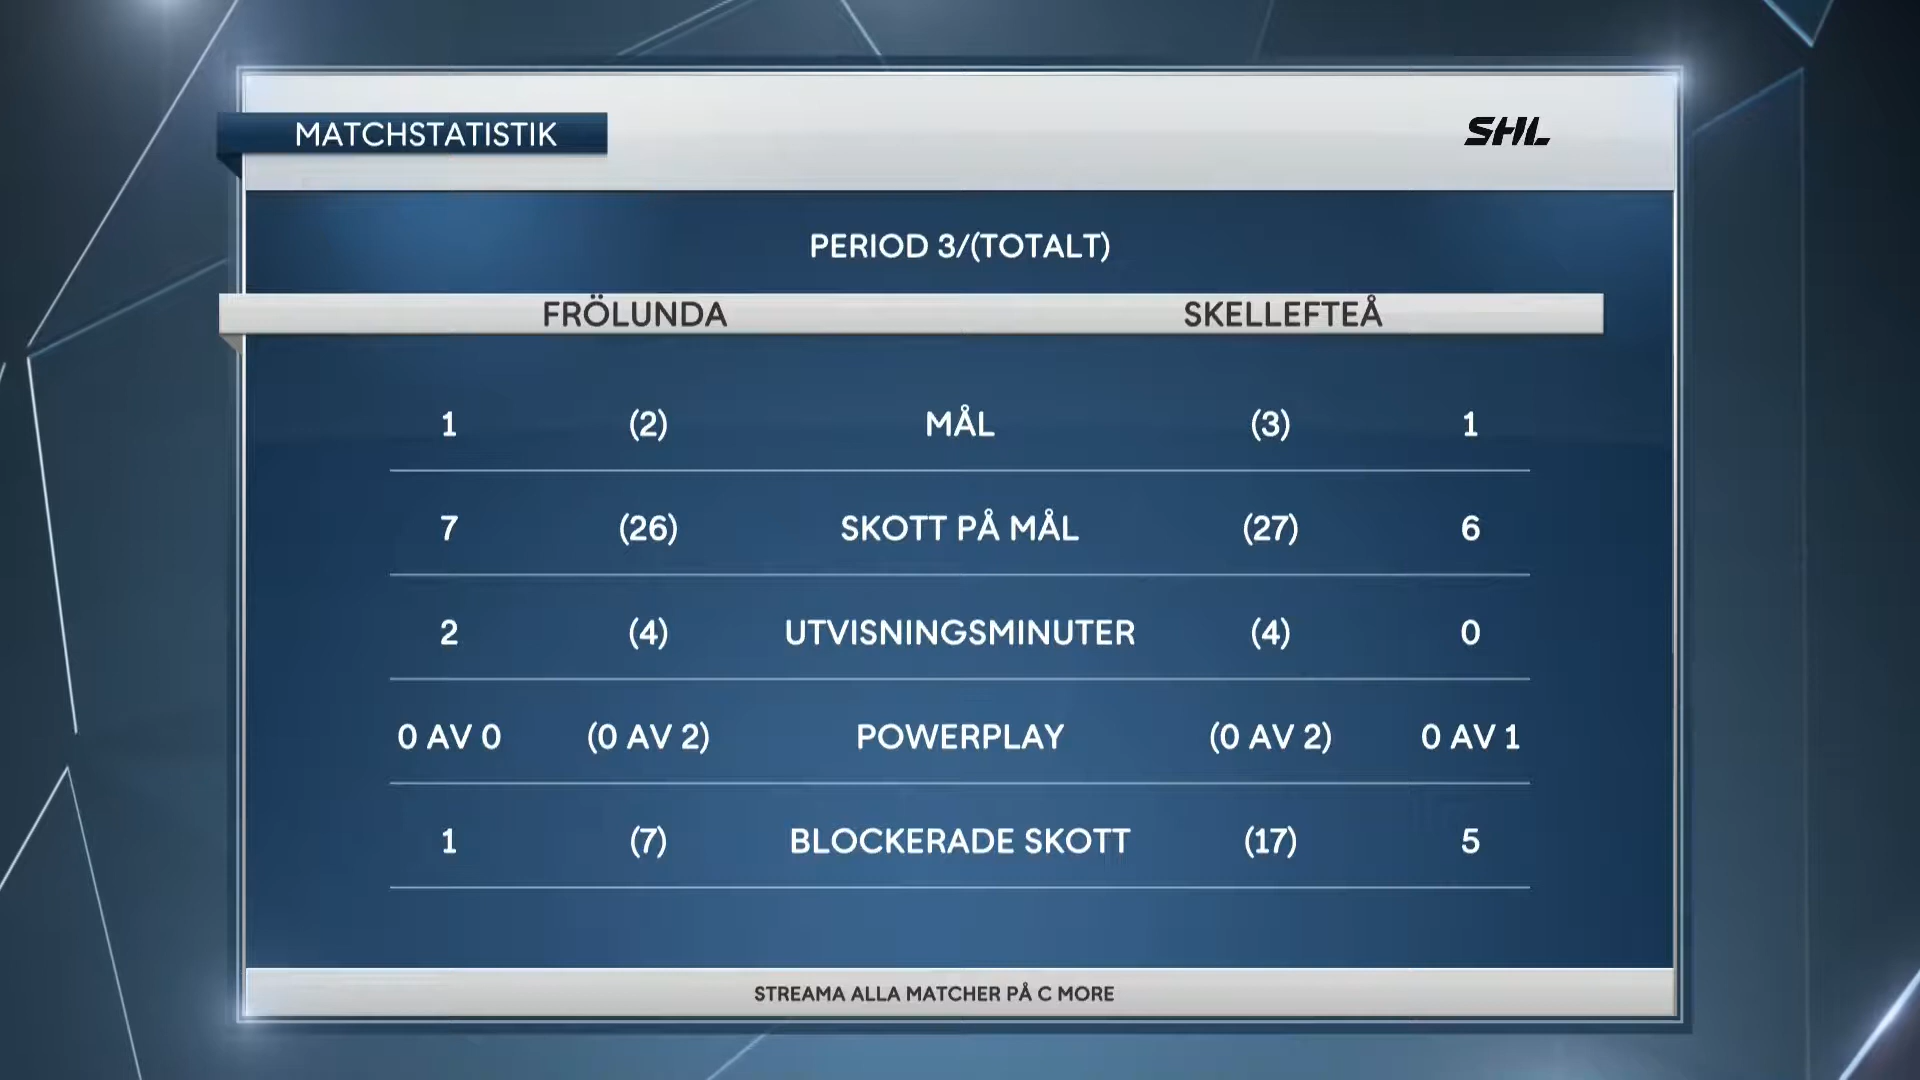 MATCHSTATISTIK
SHL
PERIOD 3/(TOTALT)
FRÖLUNDA SKELLEFTEÅ
1 (2) MÅL (3) 1
7 (26) SKOTT PÅ MÅL (27) 6
2 (4) UTVISNINGSMINUTER (4) 0
0 AV 0 (0 AV 2) POWERPLAY (0 AV 2) 0 AV 1
1 (7) BLOCKERADE SKOTT (17) 5
STREAMA ALLA MATCHER PÅ C MORE